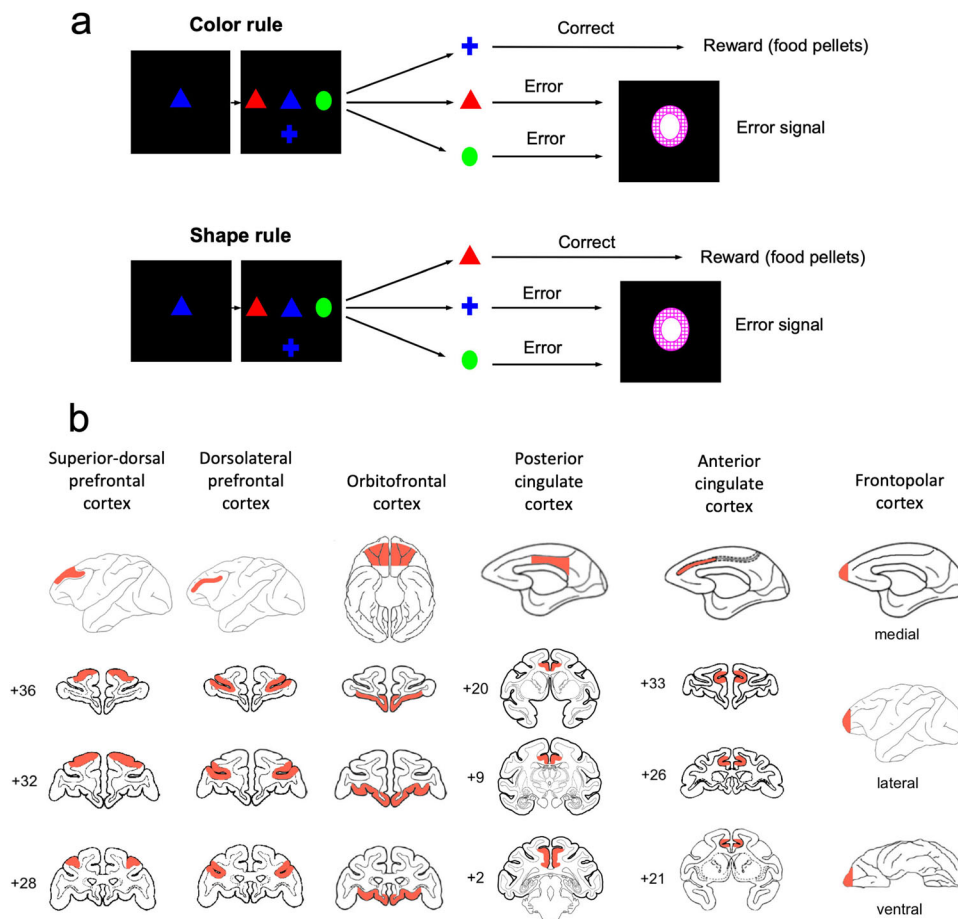 a
Color rule
Correct
Reward (food pellets)
Error
Error signal
Error
Shape rule
Correct
Reward (food pellets)
Error
Error signal
Error
b
Superior-dorsal
prefrontal
cortex
Dorsolateral
prefrontal
cortex
Orbitofrontal
cortex
Posterior
cingulate
cortex
Anterior
cingulate
cortex
Frontopolar
cortex
medial
+36
+20
+33
lateral
+32
+9
+26
+28
+2
+21
ventral